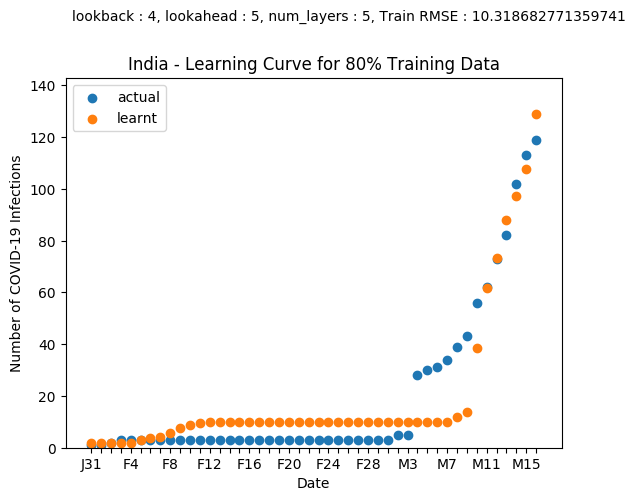 lookback : 4, lookahead : 5, num_layers : 5, Train RMSE : 10.318682771359741
India - Learning Curve for 80% Training Data
actual
learnt
Number of COVID-19 Infections
140
120
100
80
60
40
20
0
J31 F4 F8 F12 F16 F20 F24 F28 M3 M7 M11 M15
Date